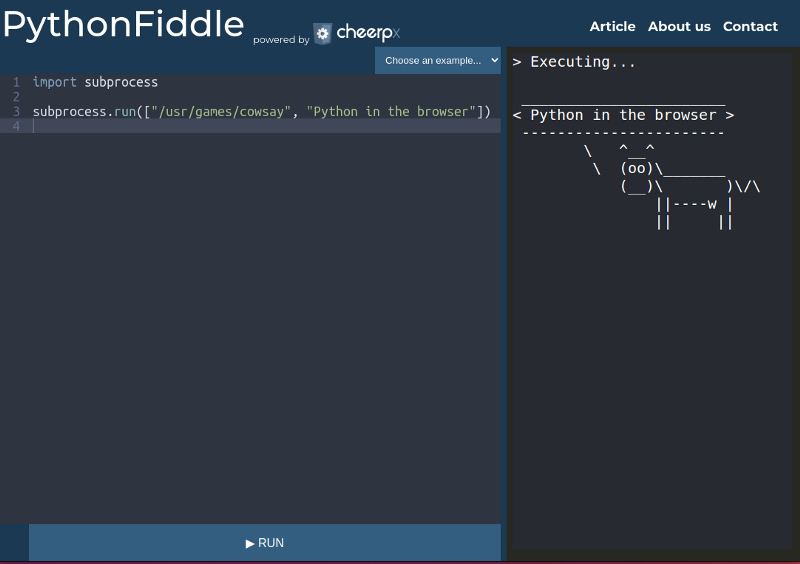 PythonFiddle powered by cheerpx
Article About us Contact
Choose an example...
1 import subprocess
2
3 subprocess.run(["/usr/games/cowsay", "Python in the browser"])
4
▶ RUN
> Executing...
 _______________________
< Python in the browser >
 -----------------------
        \   ^__^
         \  (oo)\_______
            (__)\       )\/\
                ||----w |
                ||     ||